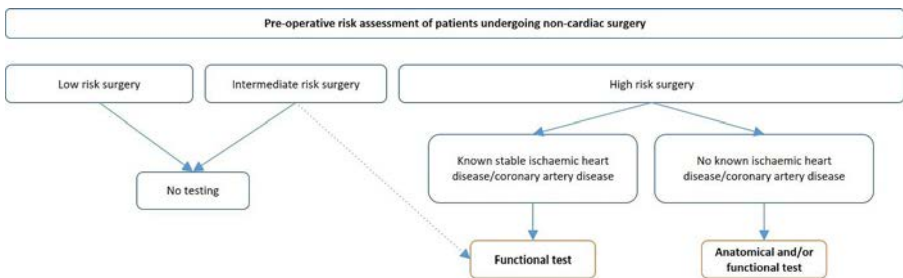 Pre-operative risk assessment of patients undergoing non-cardiac surgery
Low risk surgery
Intermediate risk surgery
High risk surgery
Known stable ischaemic heart
disease/coronary artery disease
No known ischaemic heart
disease/coronary artery disease
No testing
Functional test
Anatomical and/or
functional test